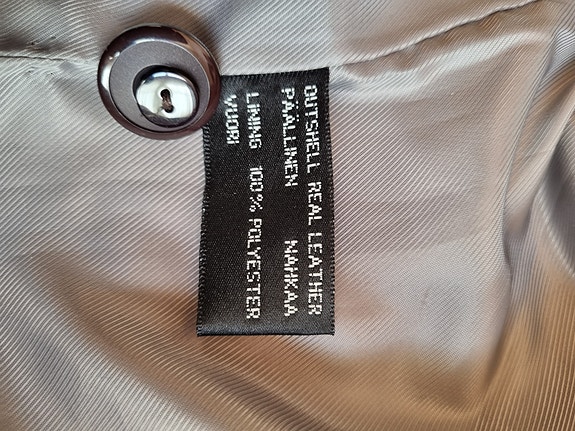 OUTSHELL REAL LEATHER
PÄÄLLINEN NAHKAA
LINING 100% POLYESTER
VUORI